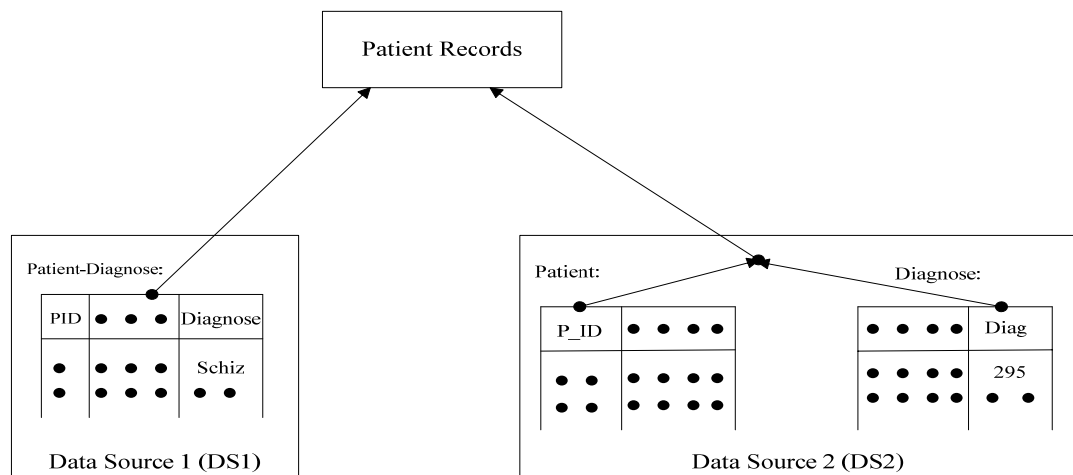 Patient Records
Patient-Diagnose:
PID
Diagnose
Schiz
Data Source 1 (DS1)
Patient:
Diagnose:
P_ID
Diag
295
Data Source 2 (DS2)